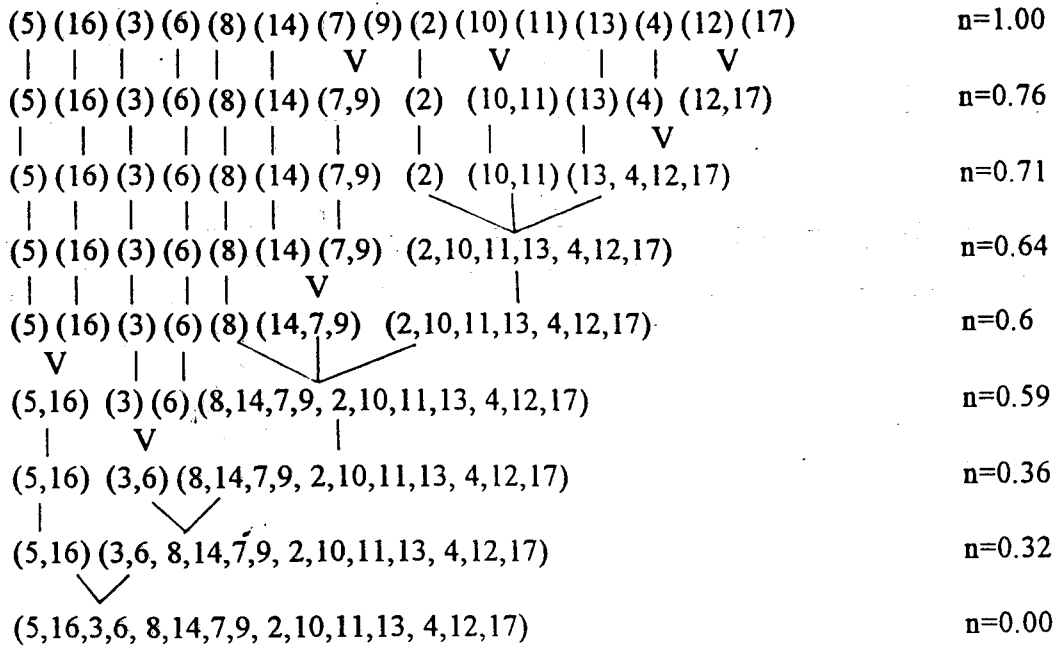 (5) (16) (3) (6) (8) (14) (7) (9) (2) (10) (11) (13) (4) (12) (17) n=1.00
(5) (16) (3) (6) (8) (14) (7,9) (2) (10,11) (13) (4) (12,17) n=0.76
(5) (16) (3) (6) (8) (14) (7,9) (2) (10,11) (13, 4,12,17) n=0.71
(5) (16) (3) (6) (8) (14) (7,9) (2,10,11,13, 4,12,17) n=0.64
(5) (16) (3) (6) (8) (14,7,9) (2,10,11,13, 4,12,17) n=0.6
(5,16) (3) (6) (8,14,7,9, 2,10,11,13, 4,12,17) n=0.59
(5,16) (3,6) (8,14,7,9, 2,10,11,13, 4,12,17) n=0.36
(5,16) (3,6, 8,14,7,9, 2,10,11,13, 4,12,17) n=0.32
(5,16,3,6, 8,14,7,9, 2,10,11,13, 4,12,17) n=0.00